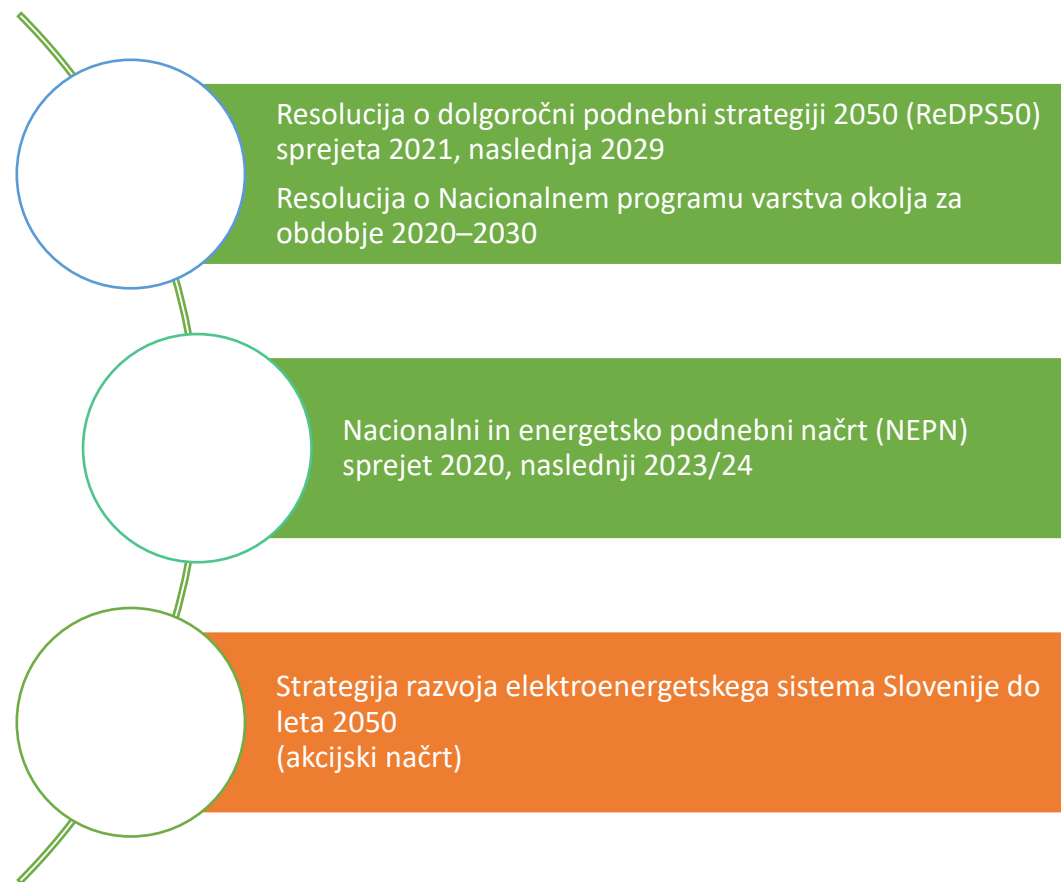 Resolucija o dolgoročni podnebni strategiji 2050 (ReDPS50)
sprejeta 2021, naslednja 2029
Resolucija o Nacionalnem programu varstva okolja za
obdobje 2020–2030
Nacionalni in energetsko podnebni načrt (NEPN)
sprejet 2020, naslednji 2023/24
Strategija razvoja elektroenergetskega sistema Slovenije do
leta 2050
(akcijski načrt)